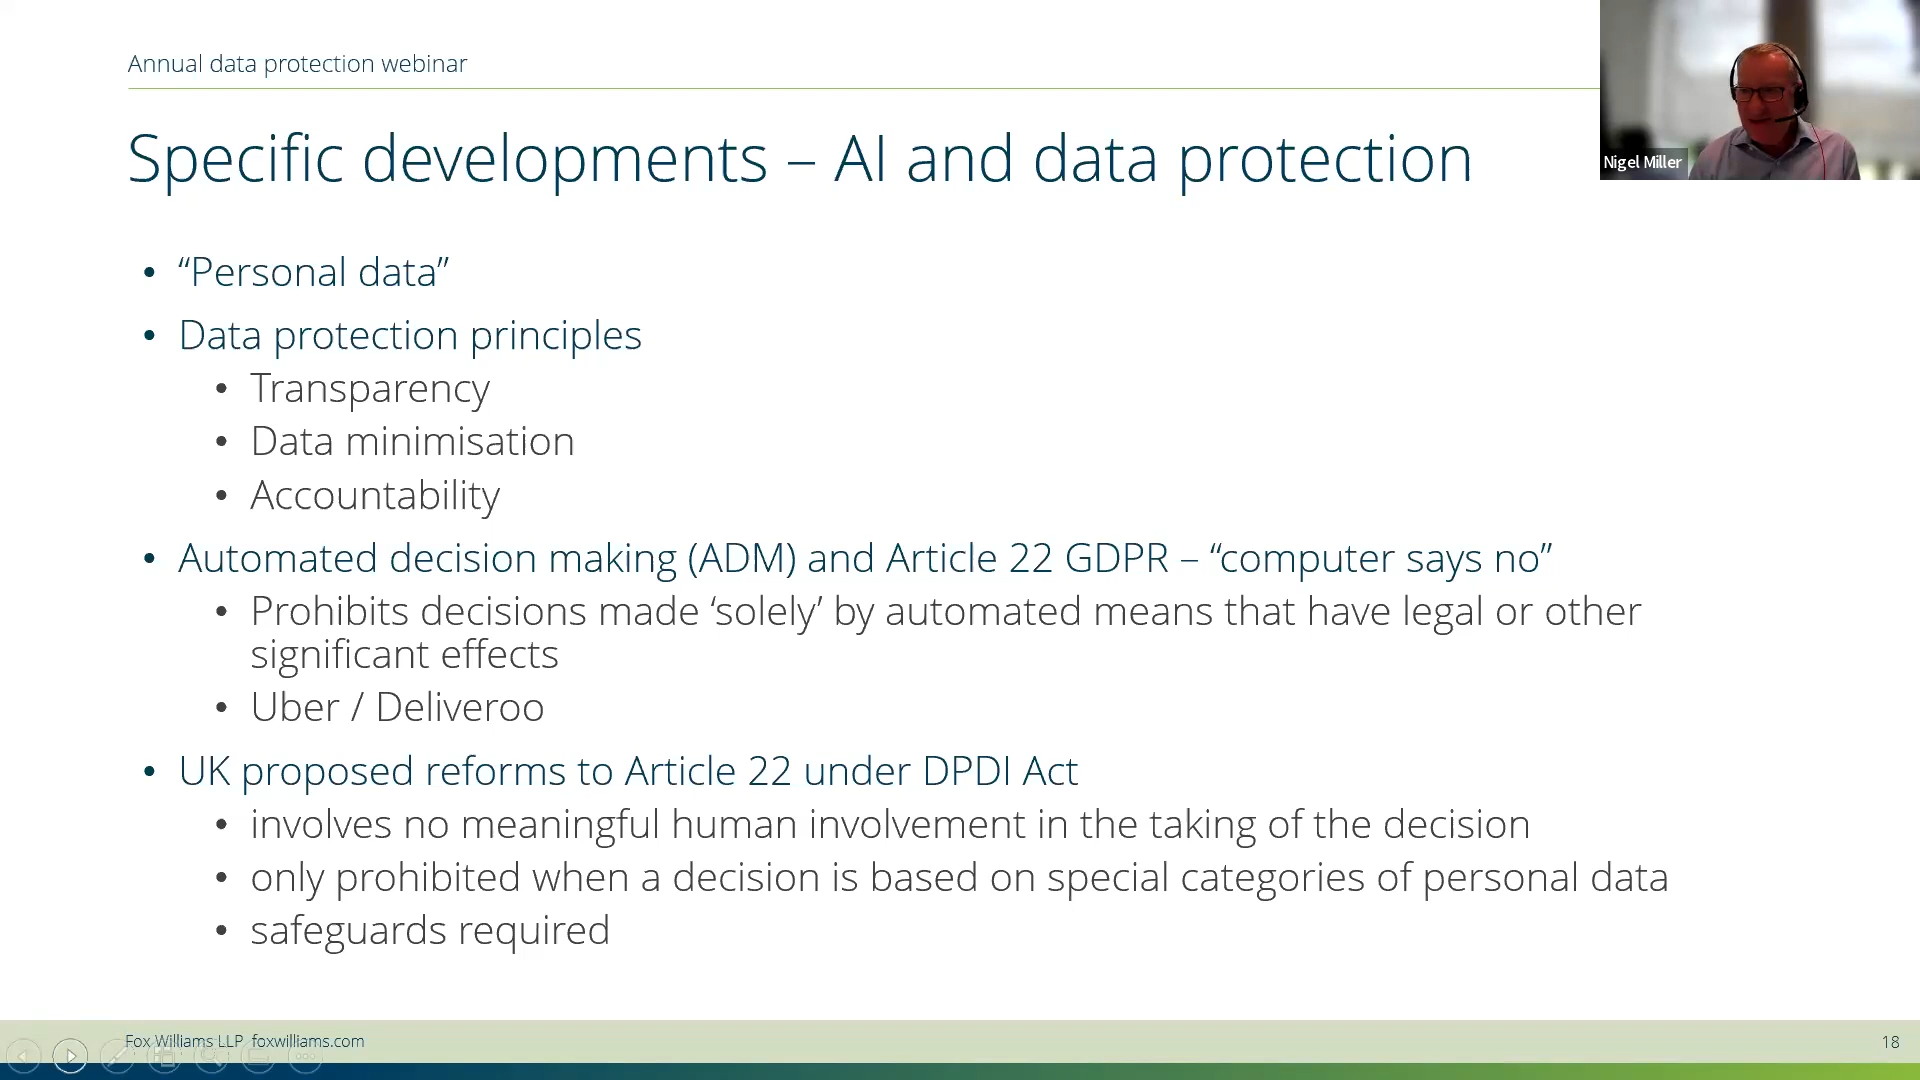 Annual data protection webinar
Nigel Miller
Specific developments – AI and data protection
• “Personal data”
• Data protection principles
• Transparency
• Data minimisation
• Accountability
• Automated decision making (ADM) and Article 22 GDPR – “computer says no”
• Prohibits decisions made ‘solely’ by automated means that have legal or other
significant effects
• Uber / Deliveroo
• UK proposed reforms to Article 22 under DPDI Act
• involves no meaningful human involvement in the taking of the decision
• only prohibited when a decision is based on special categories of personal data
• safeguards required
Fox Williams LLP foxwilliams.com
18